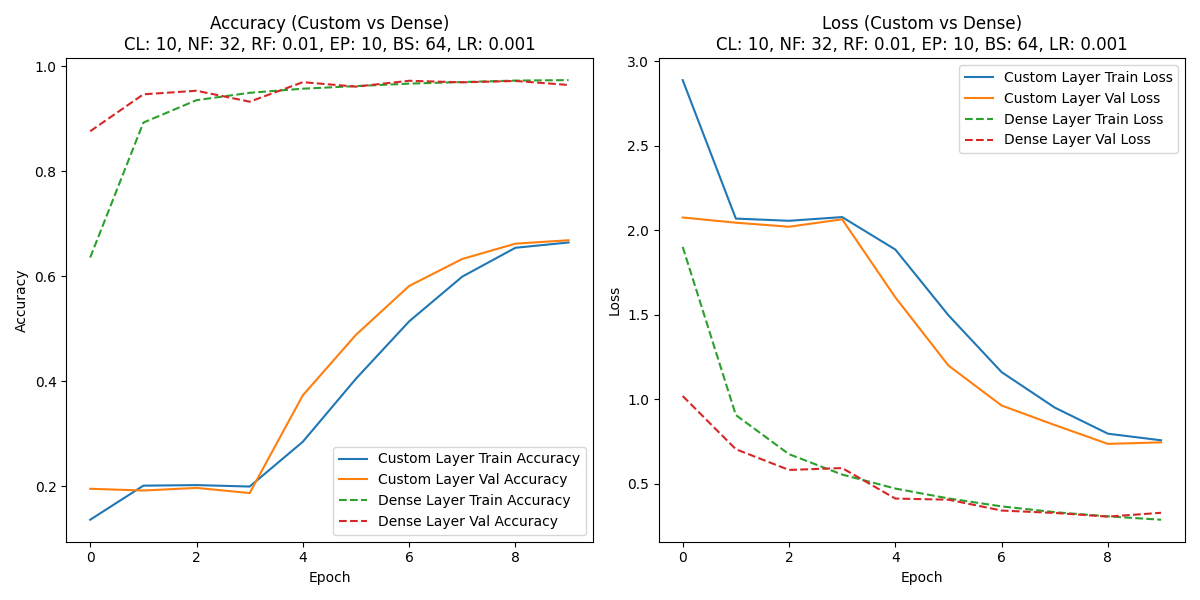 Accuracy (Custom vs Dense)
CL: 10, NF: 32, RF: 0.01, EP: 10, BS: 64, LR: 0.001
1.0
0.8
0.6
0.4
0.2
Accuracy
0 2 4 6 8
Epoch
Custom Layer Train Accuracy
Custom Layer Val Accuracy
Dense Layer Train Accuracy
Dense Layer Val Accuracy
Loss (Custom vs Dense)
CL: 10, NF: 32, RF: 0.01, EP: 10, BS: 64, LR: 0.001
3.0
2.5
2.0
1.5
1.0
0.5
Loss
0 2 4 6 8
Epoch
Custom Layer Train Loss
Custom Layer Val Loss
Dense Layer Train Loss
Dense Layer Val Loss